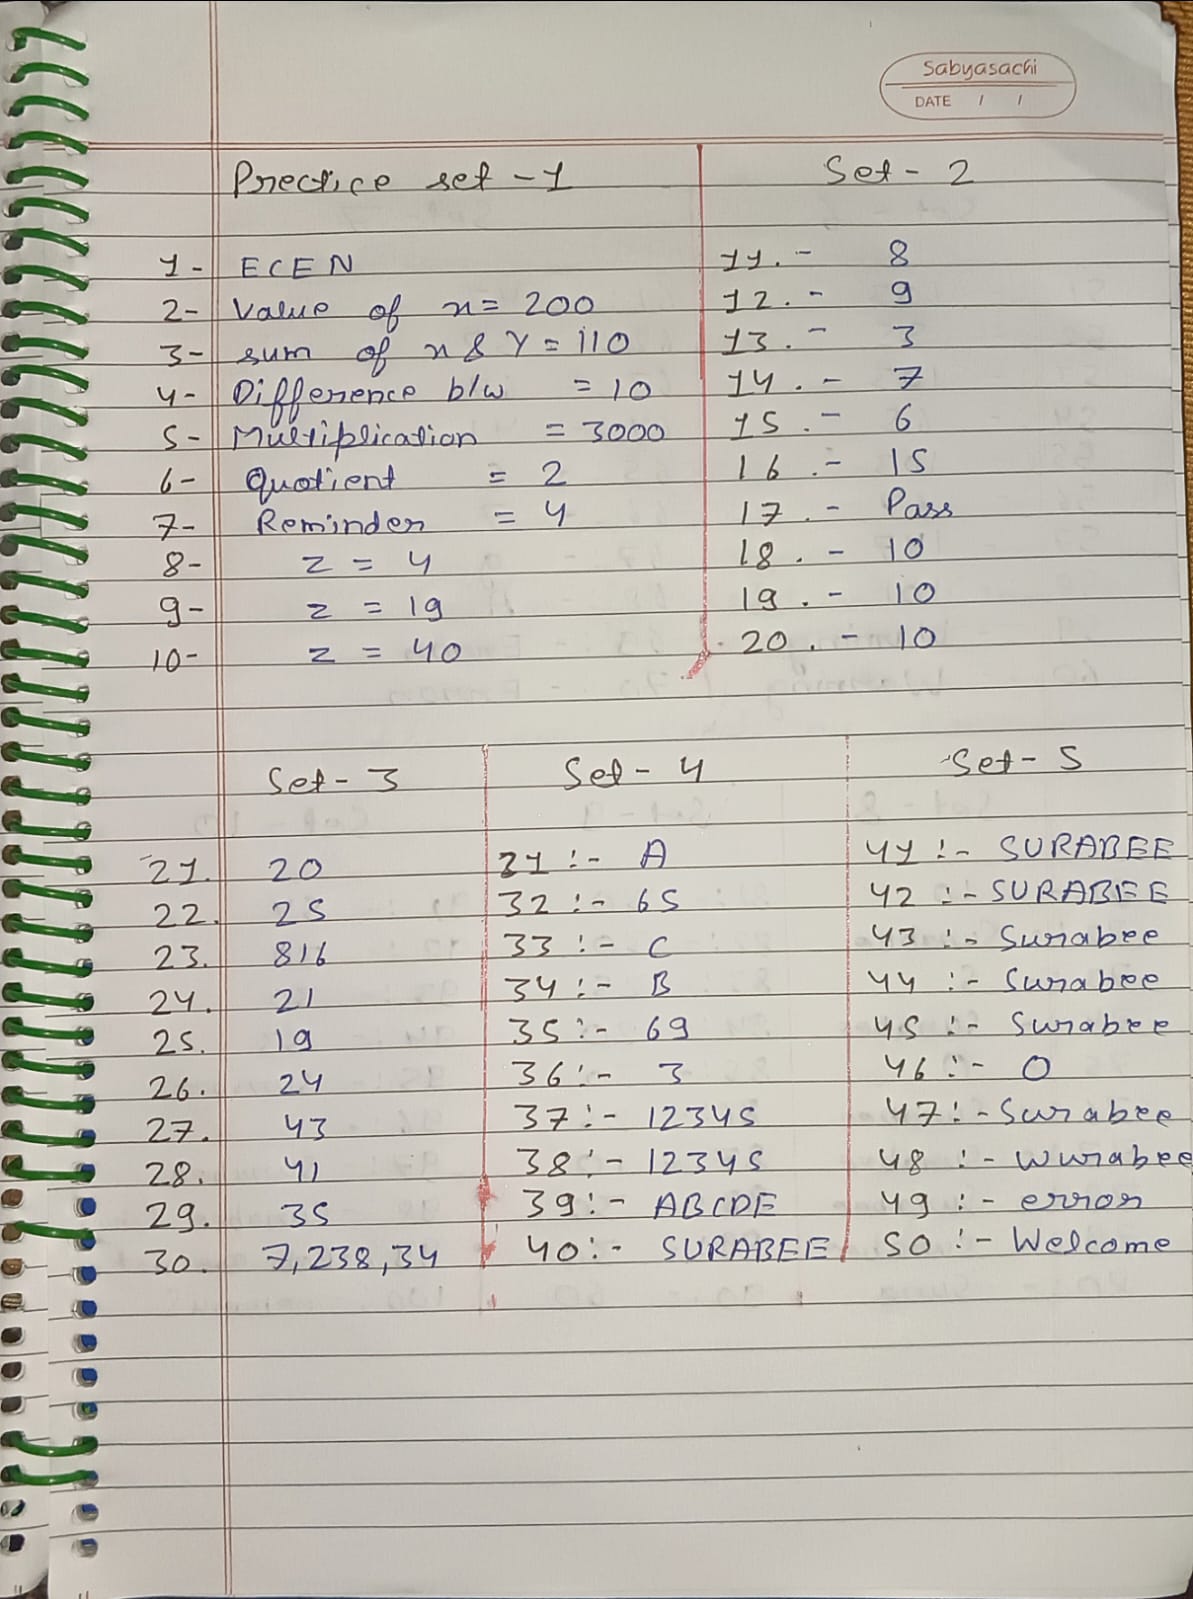 Sabyasachi
DATE / /
Prectice set - 1
1- ECEN
2- Value of x = 200
3- sum of x & Y = 110
4- Difference b/w = 10
5- Multiplication = 3000
6- Quotient = 2
7- Reminder = 4
8- z = 4
9- z = 19
10- z = 40
Set - 2
11. - 8
12. - 9
13. - 3
14. - 7
15. - 6
16. - 15
17. - Pass
18. - 10
19. - 10
20. - 10
Set - 3
21. 20
22. 25
23. 816
24. 21
25. 19
26. 24
27. 43
28. 41
29. 35
30. 7,238,34
Set - 4
31 :- A
32 :- 65
33 :- C
34 :- B
35 :- 69
36 :- 3
37 :- 12345
38 :- 12345
39 :- ABCDE
40 :- SURABEE
Set - 5
41 :- SURABEE
42 :- SURABEE
43 :- Surabee
44 :- Surabee
45 :- Surabee
46 :- 0
47 :- Surabee
48 :- Wurabee
49 :- error
50 :- Welcome